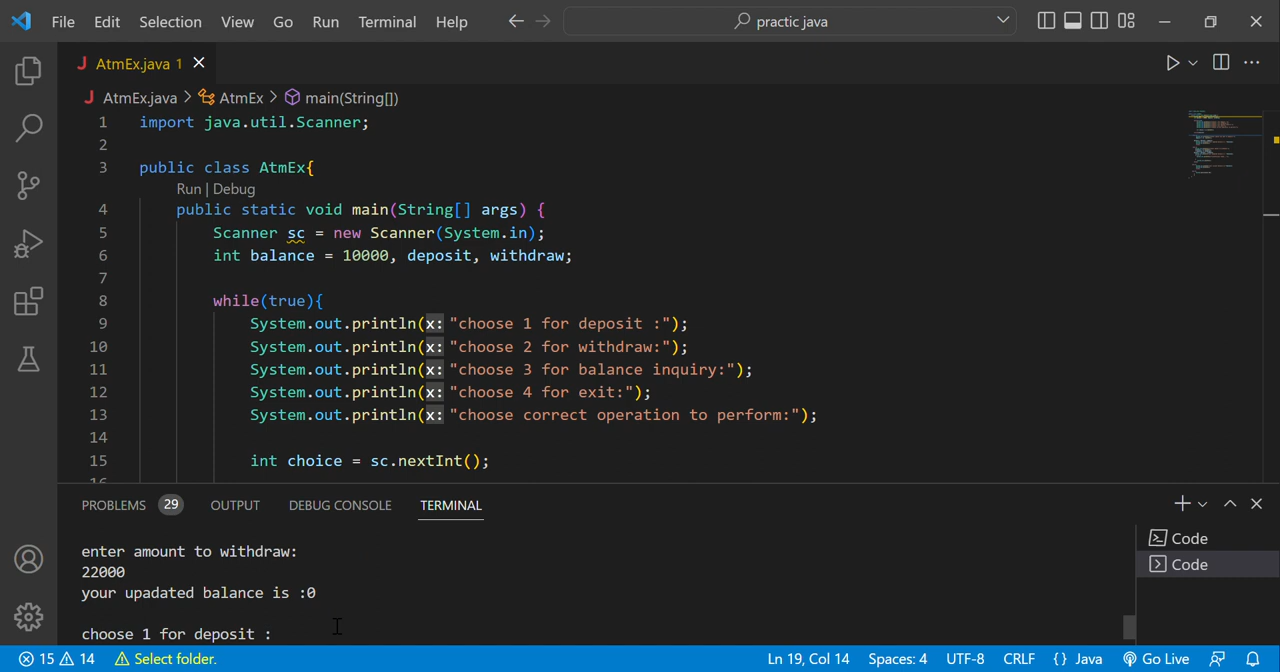 File Edit Selection View Go Run Terminal Help practic java
AtmEx.java 1
AtmEx.java > AtmEx > main(String[])
1 import java.util.Scanner;
2
3 public class AtmEx{
Run | Debug
4 public static void main(String[] args) {
5 Scanner sc = new Scanner(System.in);
6 int balance = 10000, deposit, withdraw;
7
8 while(true){
9 System.out.println(x: "choose 1 for deposit :");
10 System.out.println(x: "choose 2 for withdraw:");
11 System.out.println(x: "choose 3 for balance inquiry:");
12 System.out.println(x: "choose 4 for exit:");
13 System.out.println(x: "choose correct operation to perform:");
14
15 int choice = sc.nextInt();
16
PROBLEMS 29 OUTPUT DEBUG CONSOLE TERMINAL
Code
Code
enter amount to withdraw:
22000
your upadated balance is :0
choose 1 for deposit :
15 14 Select folder. Ln 19, Col 14 Spaces: 4 UTF-8 CRLF {} Java Go Live